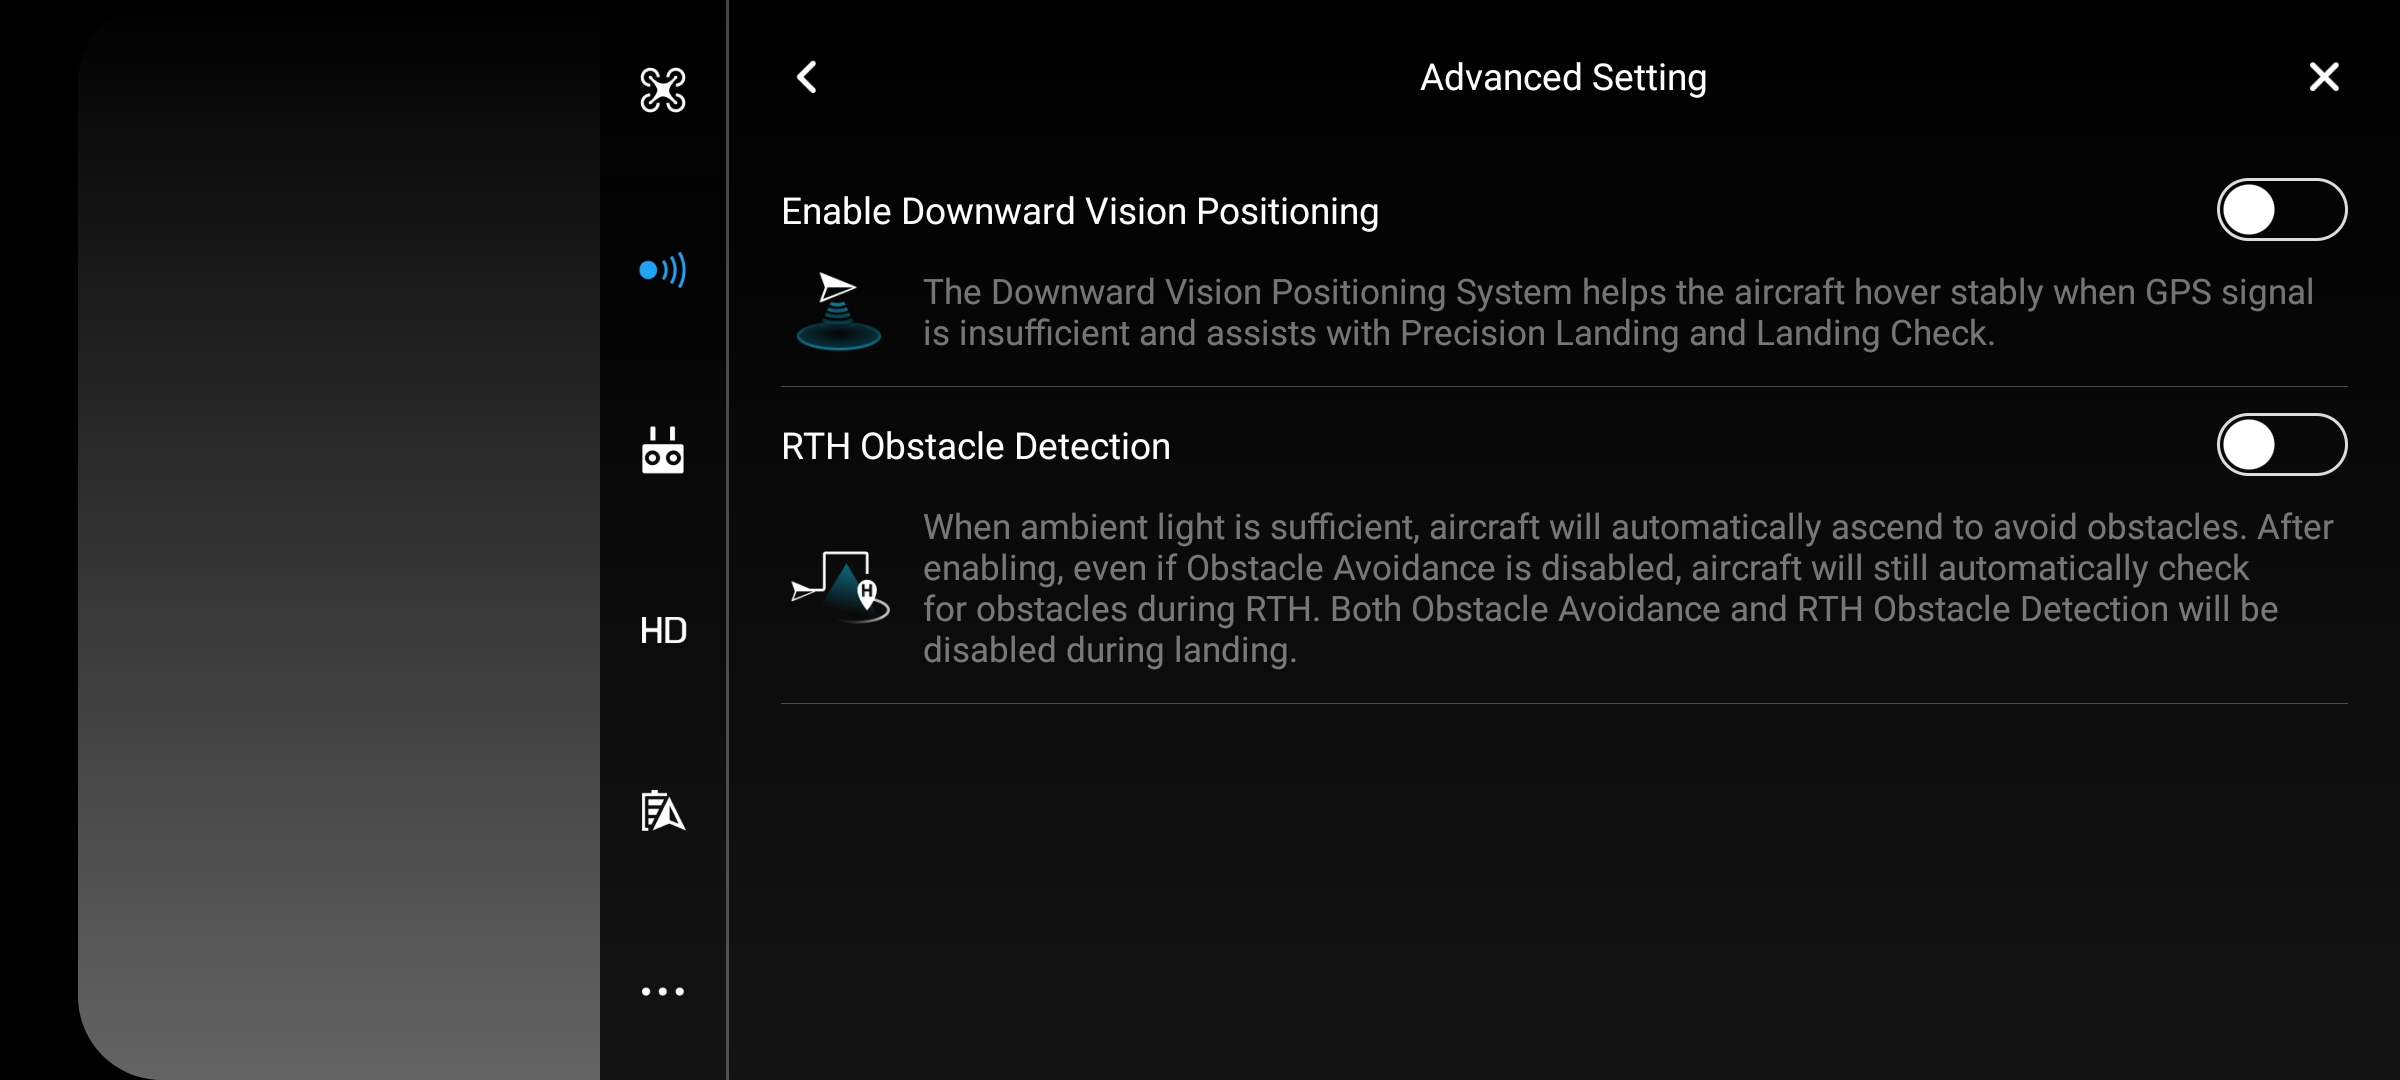 Advanced Setting
Enable Downward Vision Positioning
The Downward Vision Positioning System helps the aircraft hover stably when GPS signal
is insufficient and assists with Precision Landing and Landing Check.
RTH Obstacle Detection
When ambient light is sufficient, aircraft will automatically ascend to avoid obstacles. After
enabling, even if Obstacle Avoidance is disabled, aircraft will still automatically check
for obstacles during RTH. Both Obstacle Avoidance and RTH Obstacle Detection will be
disabled during landing.
H
HD